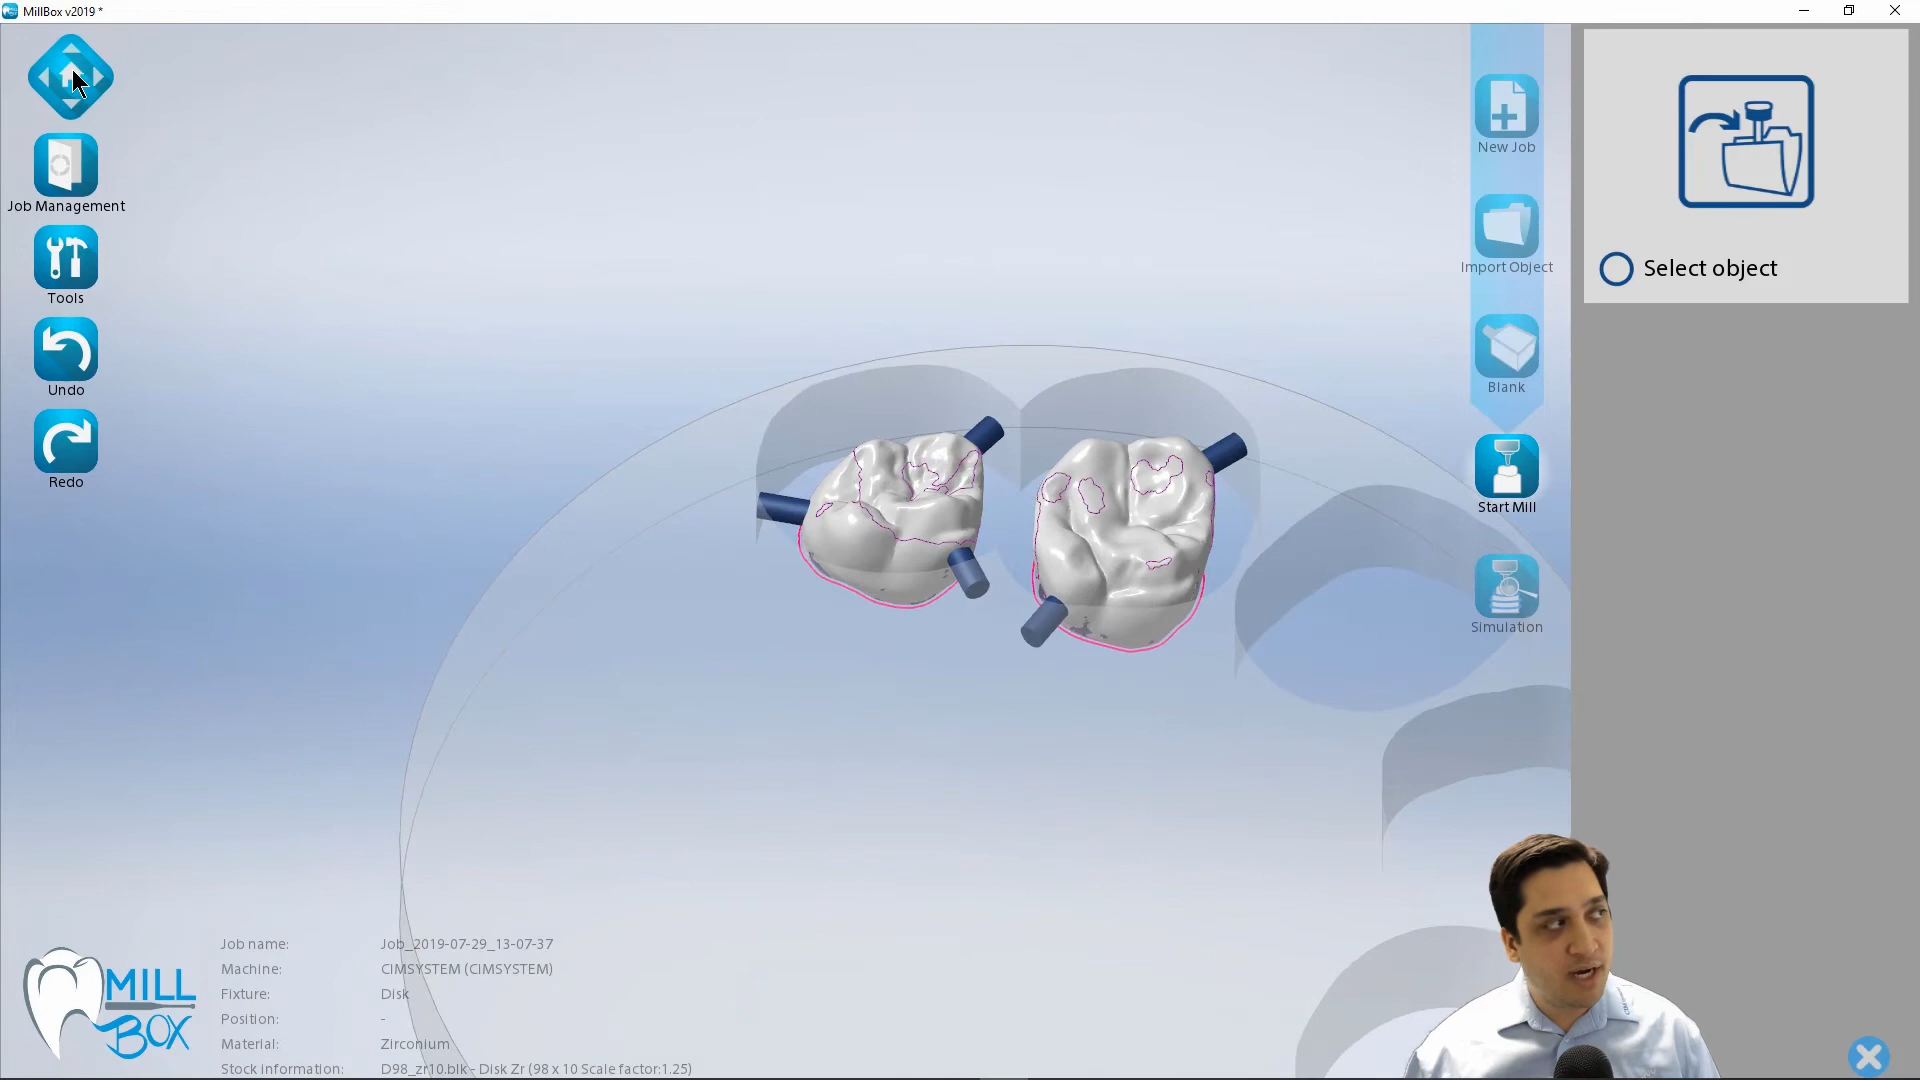 MillBox v2019 *
Job Management
Tools
Undo
Redo
New Job
Import Object
Blank
Start Mill
Simulation
Select object
MILL
BOX
Job name: Job_2019-07-29_13-07-37
Machine: CIMSYSTEM (CIMSYSTEM)
Fixture: Disk
Position: -
Material: Zirconium
Stock information: D98_zr10.blk - Disk Zr (98 x 10 Scale factor:1.25)